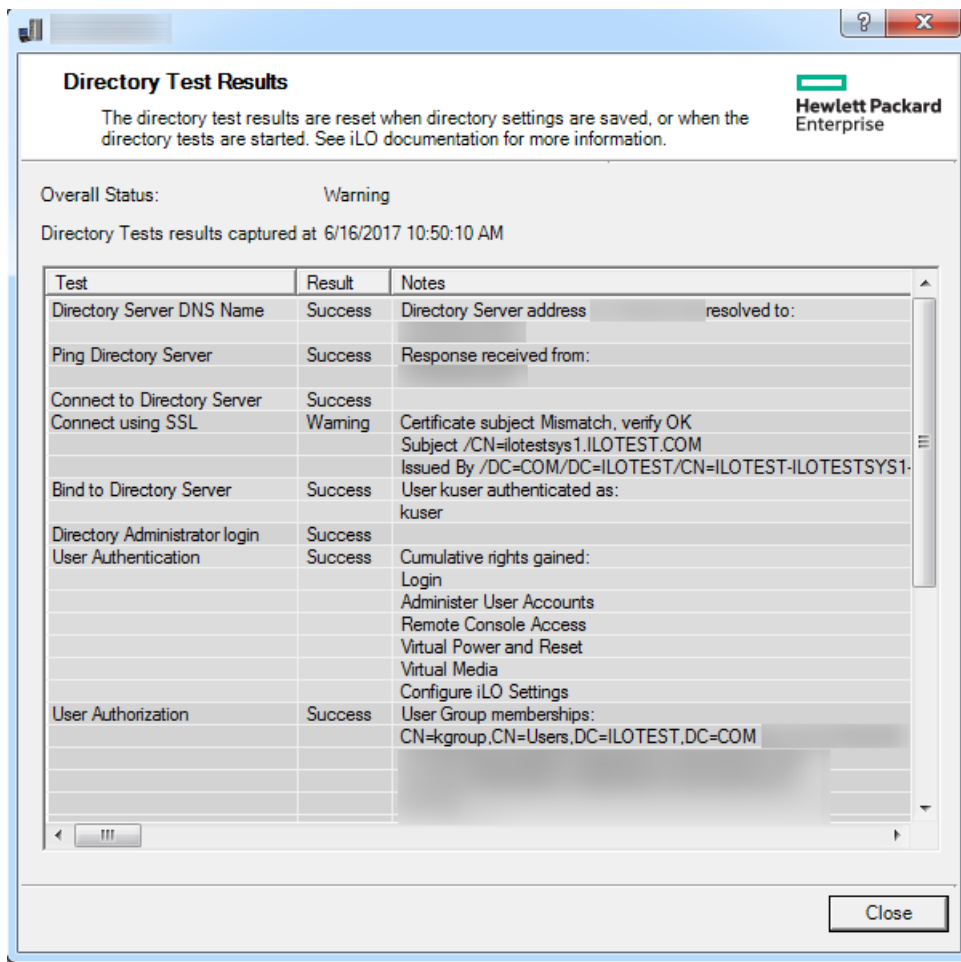 Directory Test Results
The directory test results are reset when directory settings are saved, or when the
directory tests are started. See iLO documentation for more information.
Hewlett Packard
Enterprise
Overall Status: Warning
Directory Tests results captured at 6/16/2017 10:50:10 AM
Test Result Notes
Directory Server DNS Name Success Directory Server address resolved to:
Ping Directory Server Success Response received from:
Connect to Directory Server Success
Connect using SSL Warning Certificate subject Mismatch, verify OK
Subject /CN=ilotestsys1.ILOTEST.COM
Issued By /DC=COM/DC=ILOTEST/CN=ILOTEST-ILOTESTSYS1-
Bind to Directory Server Success User kuser authenticated as:
kuser
Directory Administrator login Success
User Authentication Success Cumulative rights gained:
Login
Administer User Accounts
Remote Console Access
Virtual Power and Reset
Virtual Media
Configure iLO Settings
User Authorization Success User Group memberships:
CN=kgroup,CN=Users,DC=ILOTEST,DC=COM
Close